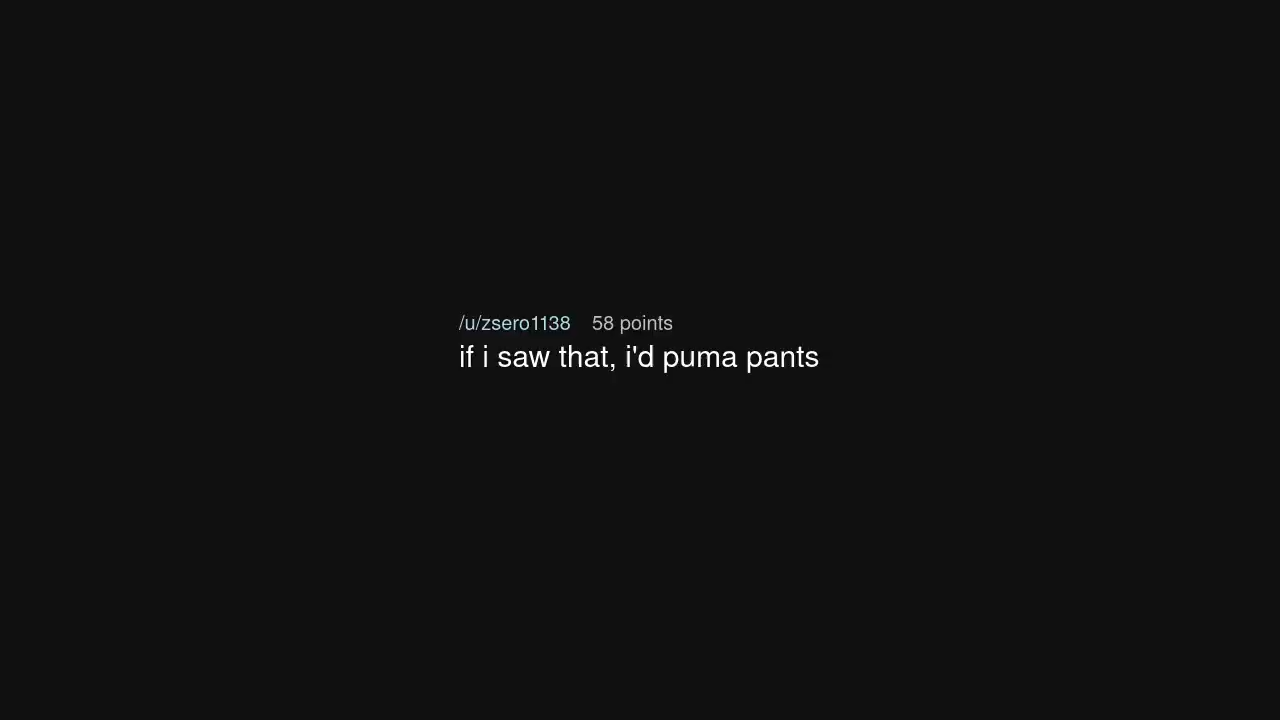 /u/zsero1138 58 points
if i saw that, i'd puma pants